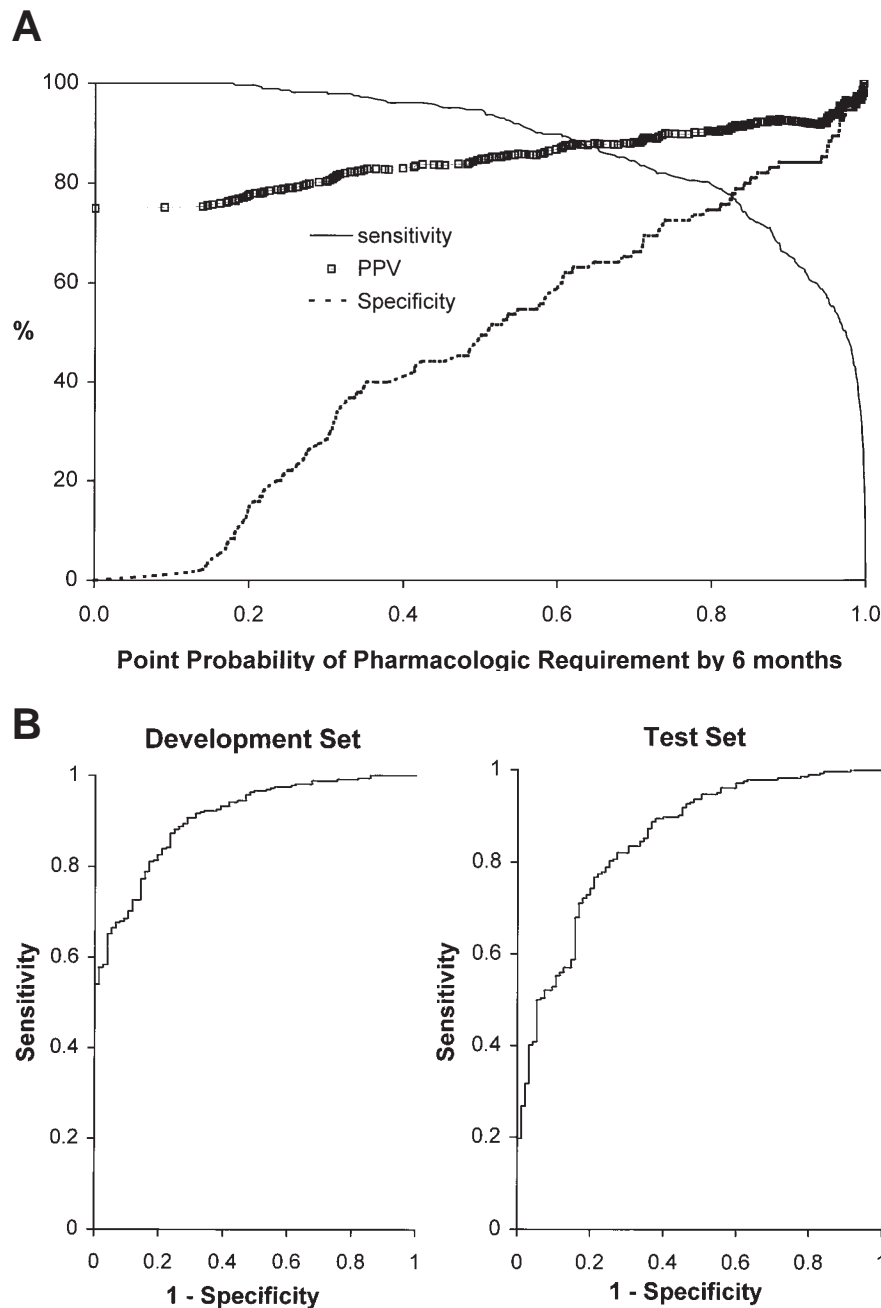 A
100
80
60
40
20
0
%
sensitivity
PPV
Specificity
0.0 0.2 0.4 0.6 0.8 1.0
Point Probability of Pharmacologic Requirement by 6 months
B
Development Set
1
0.8
0.6
0.4
0.2
0
Sensitivity
0 0.2 0.4 0.6 0.8 1
1 - Specificity
Test Set
1
0.8
0.6
0.4
0.2
0
Sensitivity
0 0.2 0.4 0.6 0.8 1
1 - Specificity